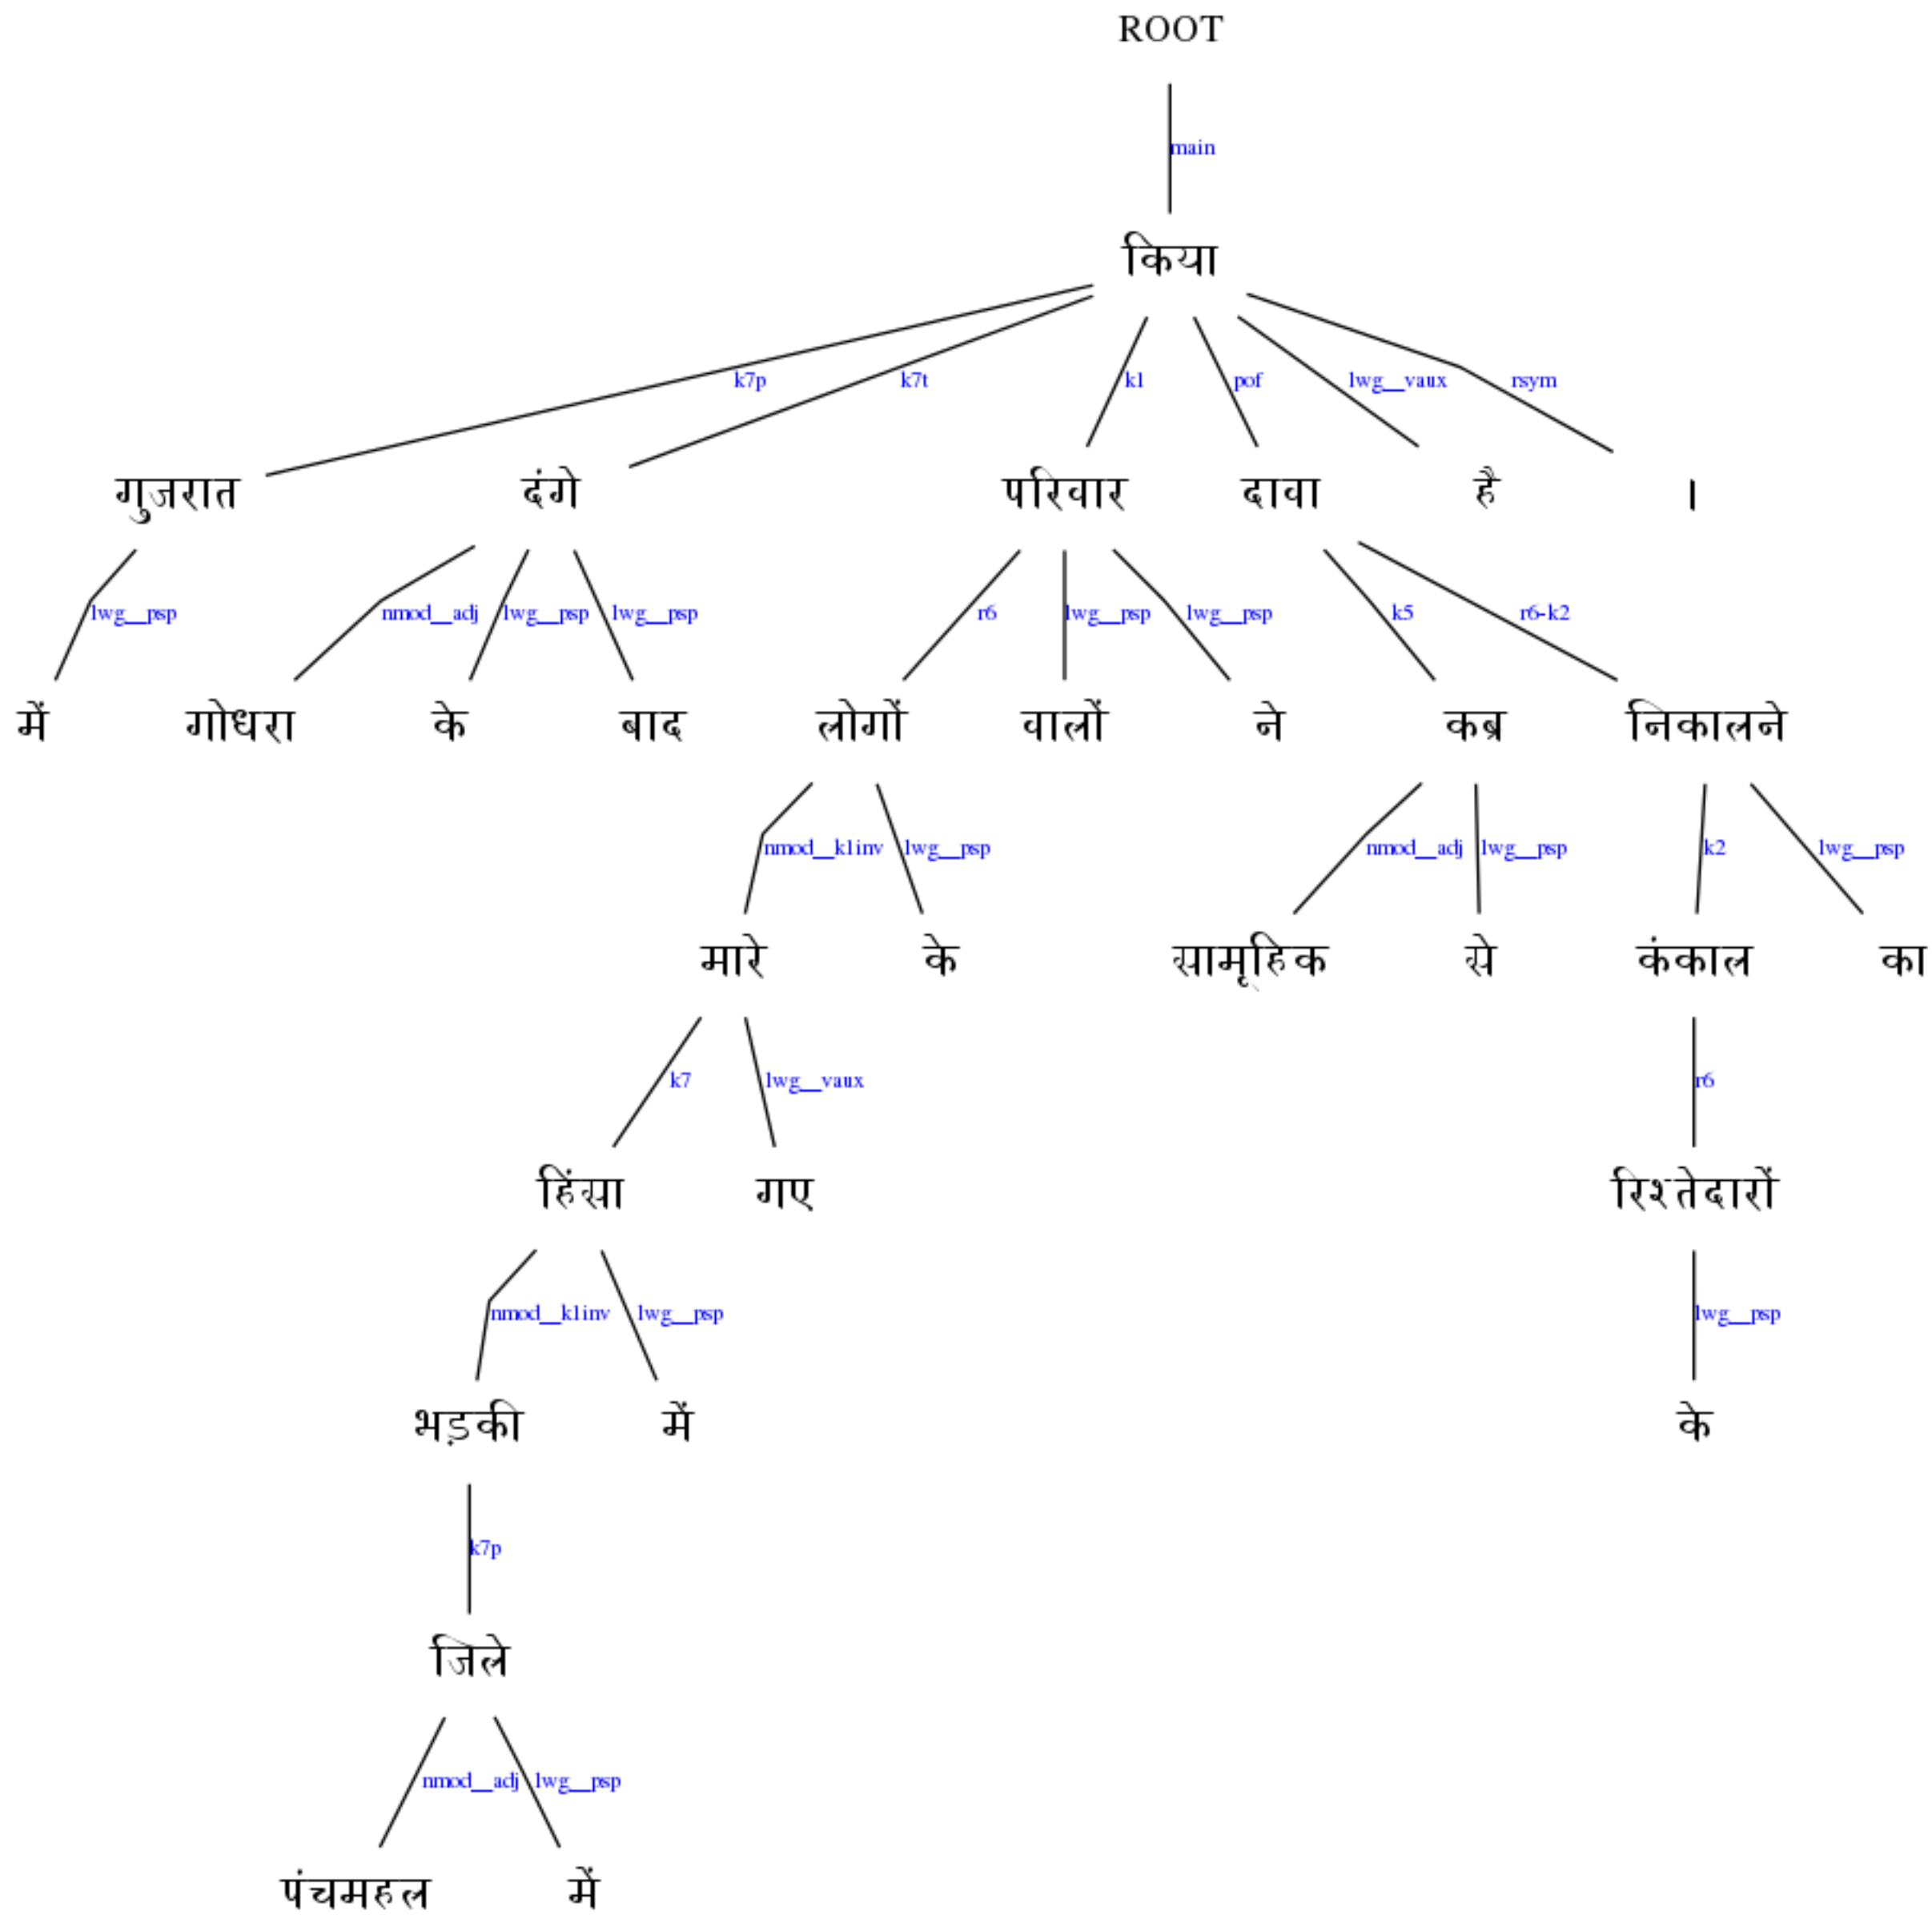 ROOT
main
किया
k7p k7t k1 pof lwg__vaux rsym
गुजरात दंगे परिवार दावा है ।
lwg__psp nmod__adj lwg__psp lwg__psp r6 lwg__psp lwg__psp k5 r6-k2
में गोधरा के बाद लोगों वालों ने कब्र निकालने
nmod__k1inv lwg__psp nmod__adj lwg__psp k2 lwg__psp
मारे के सामूहिक से कंकाल का
k7 lwg__vaux r6
हिंसा गए रिश्तेदारों
nmod__k1inv lwg__psp lwg__psp
भड़की में के
k7p
जिले
nmod__adj lwg__psp
पंचमहल में